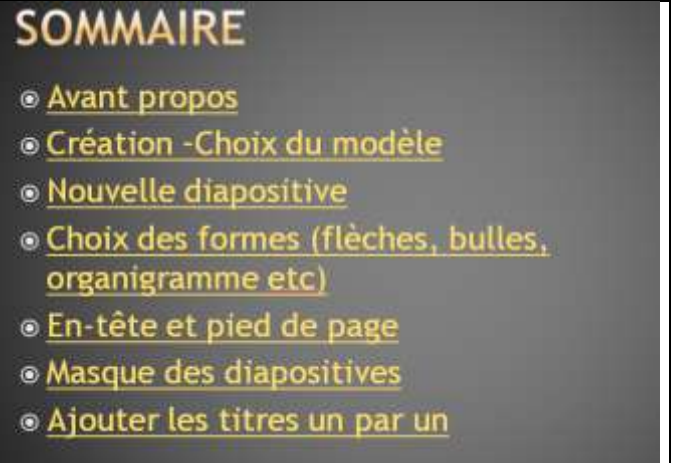 SOMMAIRE
Avant propos
Création -Choix du modèle
Nouvelle diapositive
Choix des formes (flèches, bulles,
organigramme etc)
En-tête et pied de page
Masque des diapositives
Ajouter les titres un par un